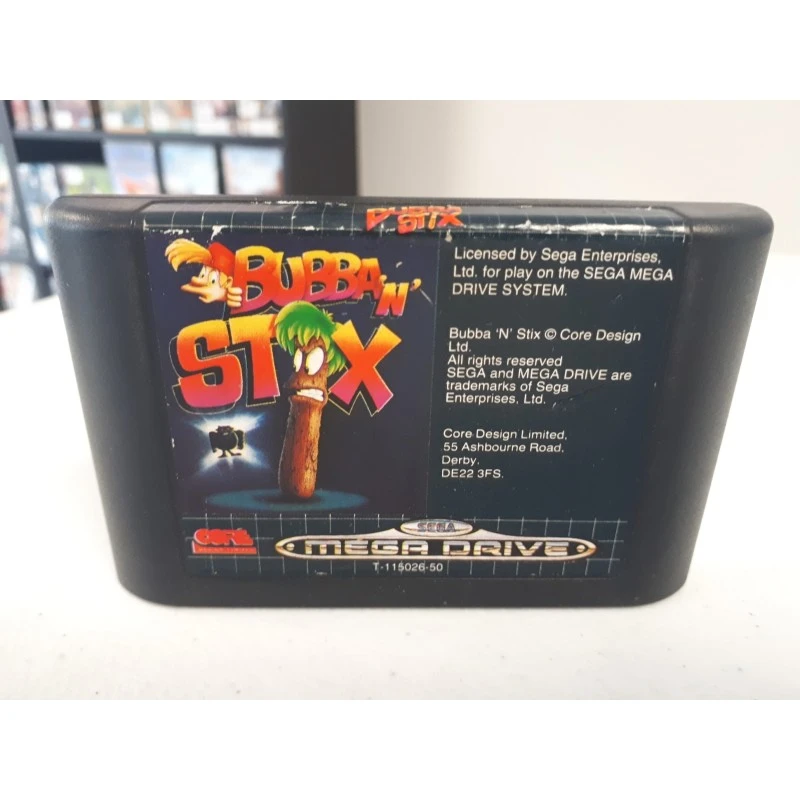 BUBBA 'N'
STIX
BUBBA 'N'
STIX
Licensed by Sega Enterprises,
Ltd. for play on the SEGA MEGA
DRIVE SYSTEM.
Bubba 'N' Stix © Core Design
Ltd.
All rights reserved
SEGA and MEGA DRIVE are
trademarks of Sega
Enterprises, Ltd.
Core Design Limited,
55 Ashbourne Road,
Derby,
DE22 3FS.
CORE
SEGA
MEGA DRIVE
T-115026-50